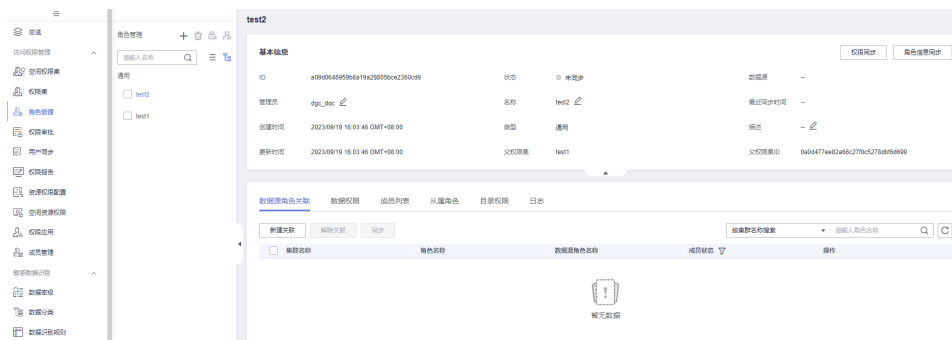 总览
访问权限管理
空间权限集
权限集
角色管理
权限审批
用户同步
权限报告
资源权限配置
空间资源权限
权限应用
成员管理
敏感数据识别
数据密级
数据分类
数据识别规则
角色管理
请输入名称
通用
test2
test1
test2
基本信息
权限同步 角色信息同步
ID a09d0646959b8a19a28805bce2360cd9 状态 未同步 数据源 --
管理员 dgc_doc 名称 test2 最近同步时间 --
创建时间 2023/09/19 16:03:46 GMT+08:00 类型 通用 描述 --
更新时间 2023/09/19 16:03:46 GMT+08:00 父权限集 test1 父权限集ID 0a0d477ee82a66c27f0c5278dbf6d699
数据源角色关联 数据权限 成员列表 从属角色 目录权限 日志
新建关联 解除关联 同步 按集群名称搜索 请输入角色名称
集群名称 角色名称 数据源角色名称 成员状态 操作
暂无数据